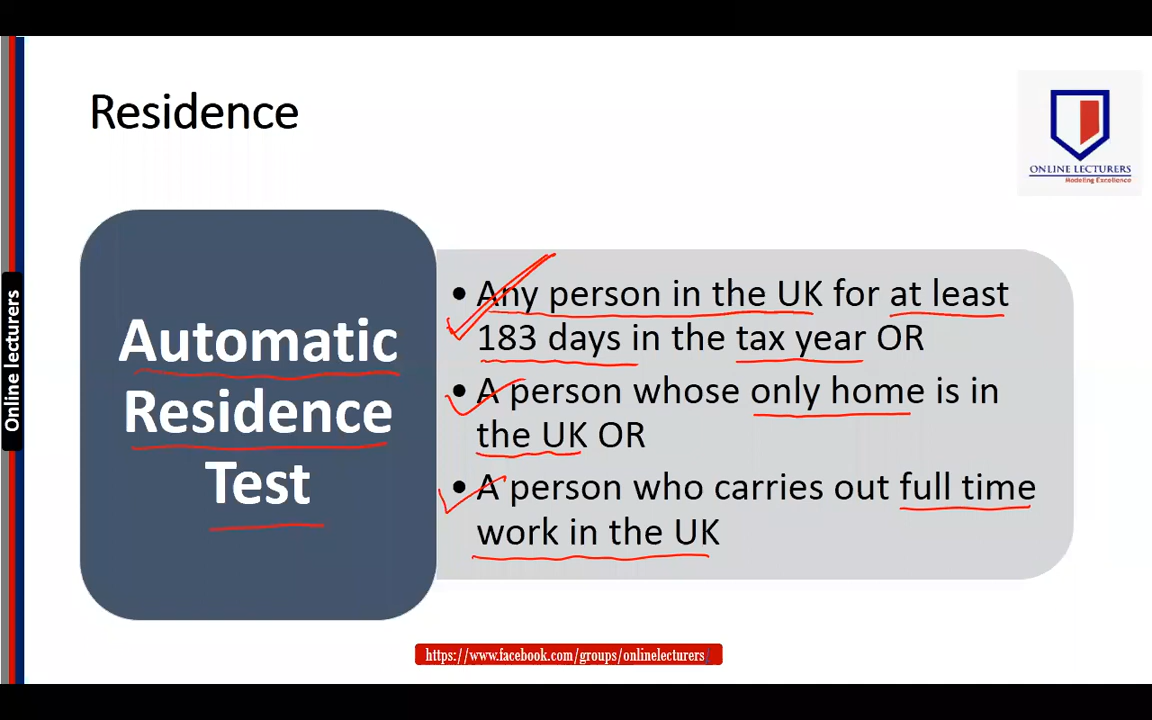 Residence
ONLINE LECTURERS
Modeling Excellence
Online lecturers
Automatic
Residence
Test
• Any person in the UK for at least
183 days in the tax year OR
• A person whose only home is in
the UK OR
• A person who carries out full time
work in the UK
https://www.facebook.com/groups/onlinelecturers/